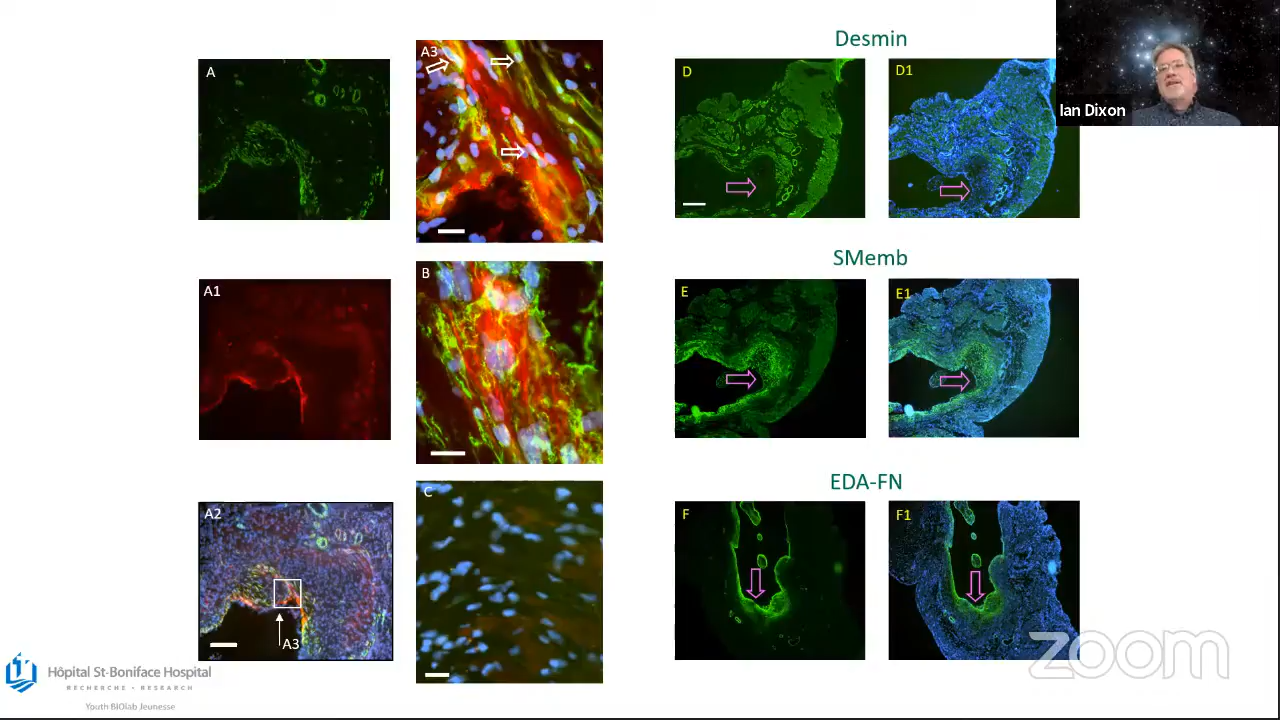 Desmin
A
A3
D
D1
Ian Dixon
SMemb
A1
B
E
E1
EDA-FN
A2
C
F
F1
A3
zoom
Hôpital St-Boniface Hospital
RECHERCHE • RESEARCH
Youth BIOlab Jeunesse